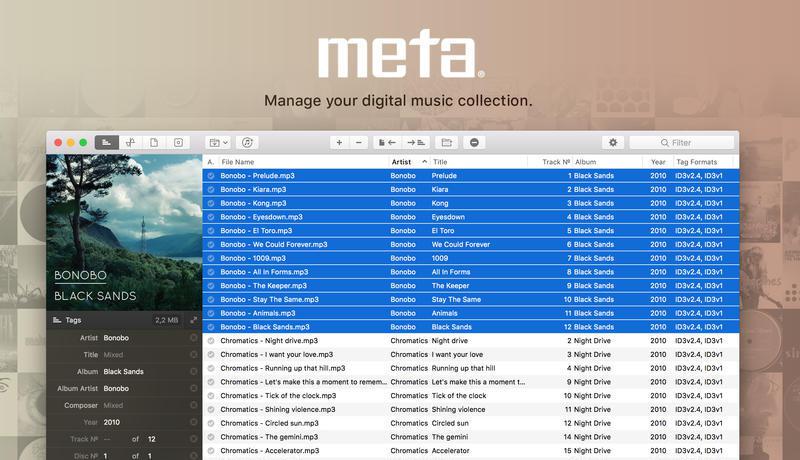 meta®
Manage your digital music collection.
Filter
A. File Name Artist Title Track № Album Year Tag Formats
Bonobo - Prelude.mp3 Bonobo Prelude 1 Black Sands 2010 ID3v2.4, ID3v1
Bonobo - Kiara.mp3 Bonobo Kiara 2 Black Sands 2010 ID3v2.4, ID3v1
Bonobo - Kong.mp3 Bonobo Kong 3 Black Sands 2010 ID3v2.4, ID3v1
Bonobo - Eyesdown.mp3 Bonobo Eyesdown 4 Black Sands 2010 ID3v2.4, ID3v1
Bonobo - El Toro.mp3 Bonobo El Toro 5 Black Sands 2010 ID3v2.4, ID3v1
Bonobo - We Could Forever.mp3 Bonobo We Could Forever 6 Black Sands 2010 ID3v2.4, ID3v1
Bonobo - 1009.mp3 Bonobo 1009 7 Black Sands 2010 ID3v2.4, ID3v1
Bonobo - All In Forms.mp3 Bonobo All In Forms 8 Black Sands 2010 ID3v2.4, ID3v1
Bonobo - The Keeper.mp3 Bonobo The Keeper 9 Black Sands 2010 ID3v2.4, ID3v1
Bonobo - Stay The Same.mp3 Bonobo Stay The Same 10 Black Sands 2010 ID3v2.4, ID3v1
Bonobo - Animals.mp3 Bonobo Animals 11 Black Sands 2010 ID3v2.4, ID3v1
Bonobo - Black Sands.mp3 Bonobo Black Sands 12 Black Sands 2010 ID3v2.4, ID3v1
Chromatics - Night drive.mp3 Chromatics Night drive 2 Night Drive 2010 ID3v2.4, ID3v1
Chromatics - I want your love.mp3 Chromatics I want your love 3 Night Drive 2010 ID3v2.4, ID3v1
Chromatics - Running up that hill.mp3 Chromatics Running up that hill 4 Night Drive 2010 ID3v2.4, ID3v1
Chromatics - Let's make this a moment to remem... Chromatics Let's make this a moment t... 9 Night Drive 2010 ID3v2.4, ID3v1
Chromatics - Tick of the clock.mp3 Chromatics Tick of the clock 10 Night Drive 2010 ID3v2.4, ID3v1
Chromatics - Shining violence.mp3 Chromatics Shining violence 11 Night Drive 2010 ID3v2.4, ID3v1
Chromatics - Circled sun.mp3 Chromatics Circled sun 12 Night Drive 2010 ID3v2.4, ID3v1
Chromatics - The gemini.mp3 Chromatics The gemini 14 Night Drive 2010 ID3v2.4, ID3v1
Chromatics - Accelerator.mp3 Chromatics Accelerator 15 Night Drive 2010 ID3v2.4, ID3v1
BONOBO
BLACK SANDS
Tags 2,2 MB
Artist Bonobo
Title Mixed
Album Black Sands
Album Artist Bonobo
Composer Mixed
Year 2010
Track № -- of 12
Disc № 1 of 1